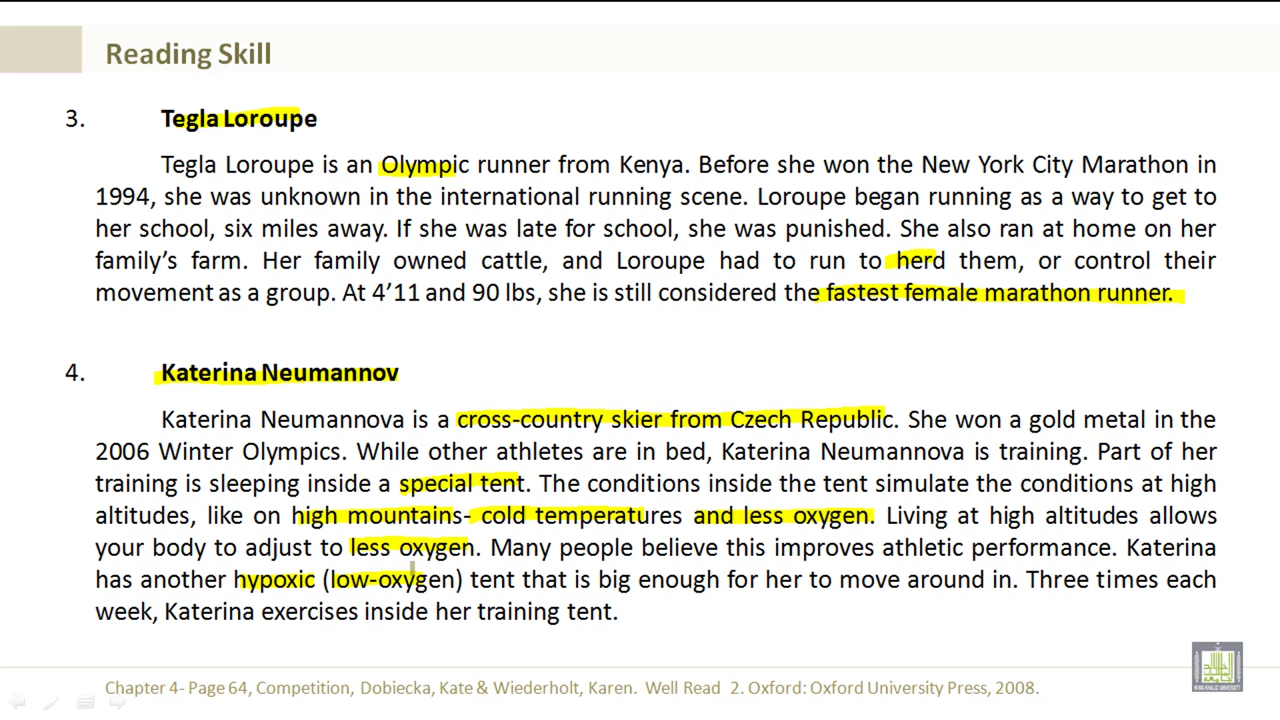 Reading Skill
3. Tegla Loroupe
Tegla Loroupe is an Olympic runner from Kenya. Before she won the New York City Marathon in
1994, she was unknown in the international running scene. Loroupe began running as a way to get to
her school, six miles away. If she was late for school, she was punished. She also ran at home on her
family’s farm. Her family owned cattle, and Loroupe had to run to herd them, or control their
movement as a group. At 4’11 and 90 lbs, she is still considered the fastest female marathon runner.
4. Katerina Neumannov
Katerina Neumannova is a cross-country skier from Czech Republic. She won a gold metal in the
2006 Winter Olympics. While other athletes are in bed, Katerina Neumannova is training. Part of her
training is sleeping inside a special tent. The conditions inside the tent simulate the conditions at high
altitudes, like on high mountains- cold temperatures and less oxygen. Living at high altitudes allows
your body to adjust to less oxygen. Many people believe this improves athletic performance. Katerina
has another hypoxic (low-oxygen) tent that is big enough for her to move around in. Three times each
week, Katerina exercises inside her training tent.
Chapter 4- Page 64, Competition, Dobiecka, Kate & Wiederholt, Karen. Well Read 2. Oxford: Oxford University Press, 2008.
KING KHALID UNIVERSITY